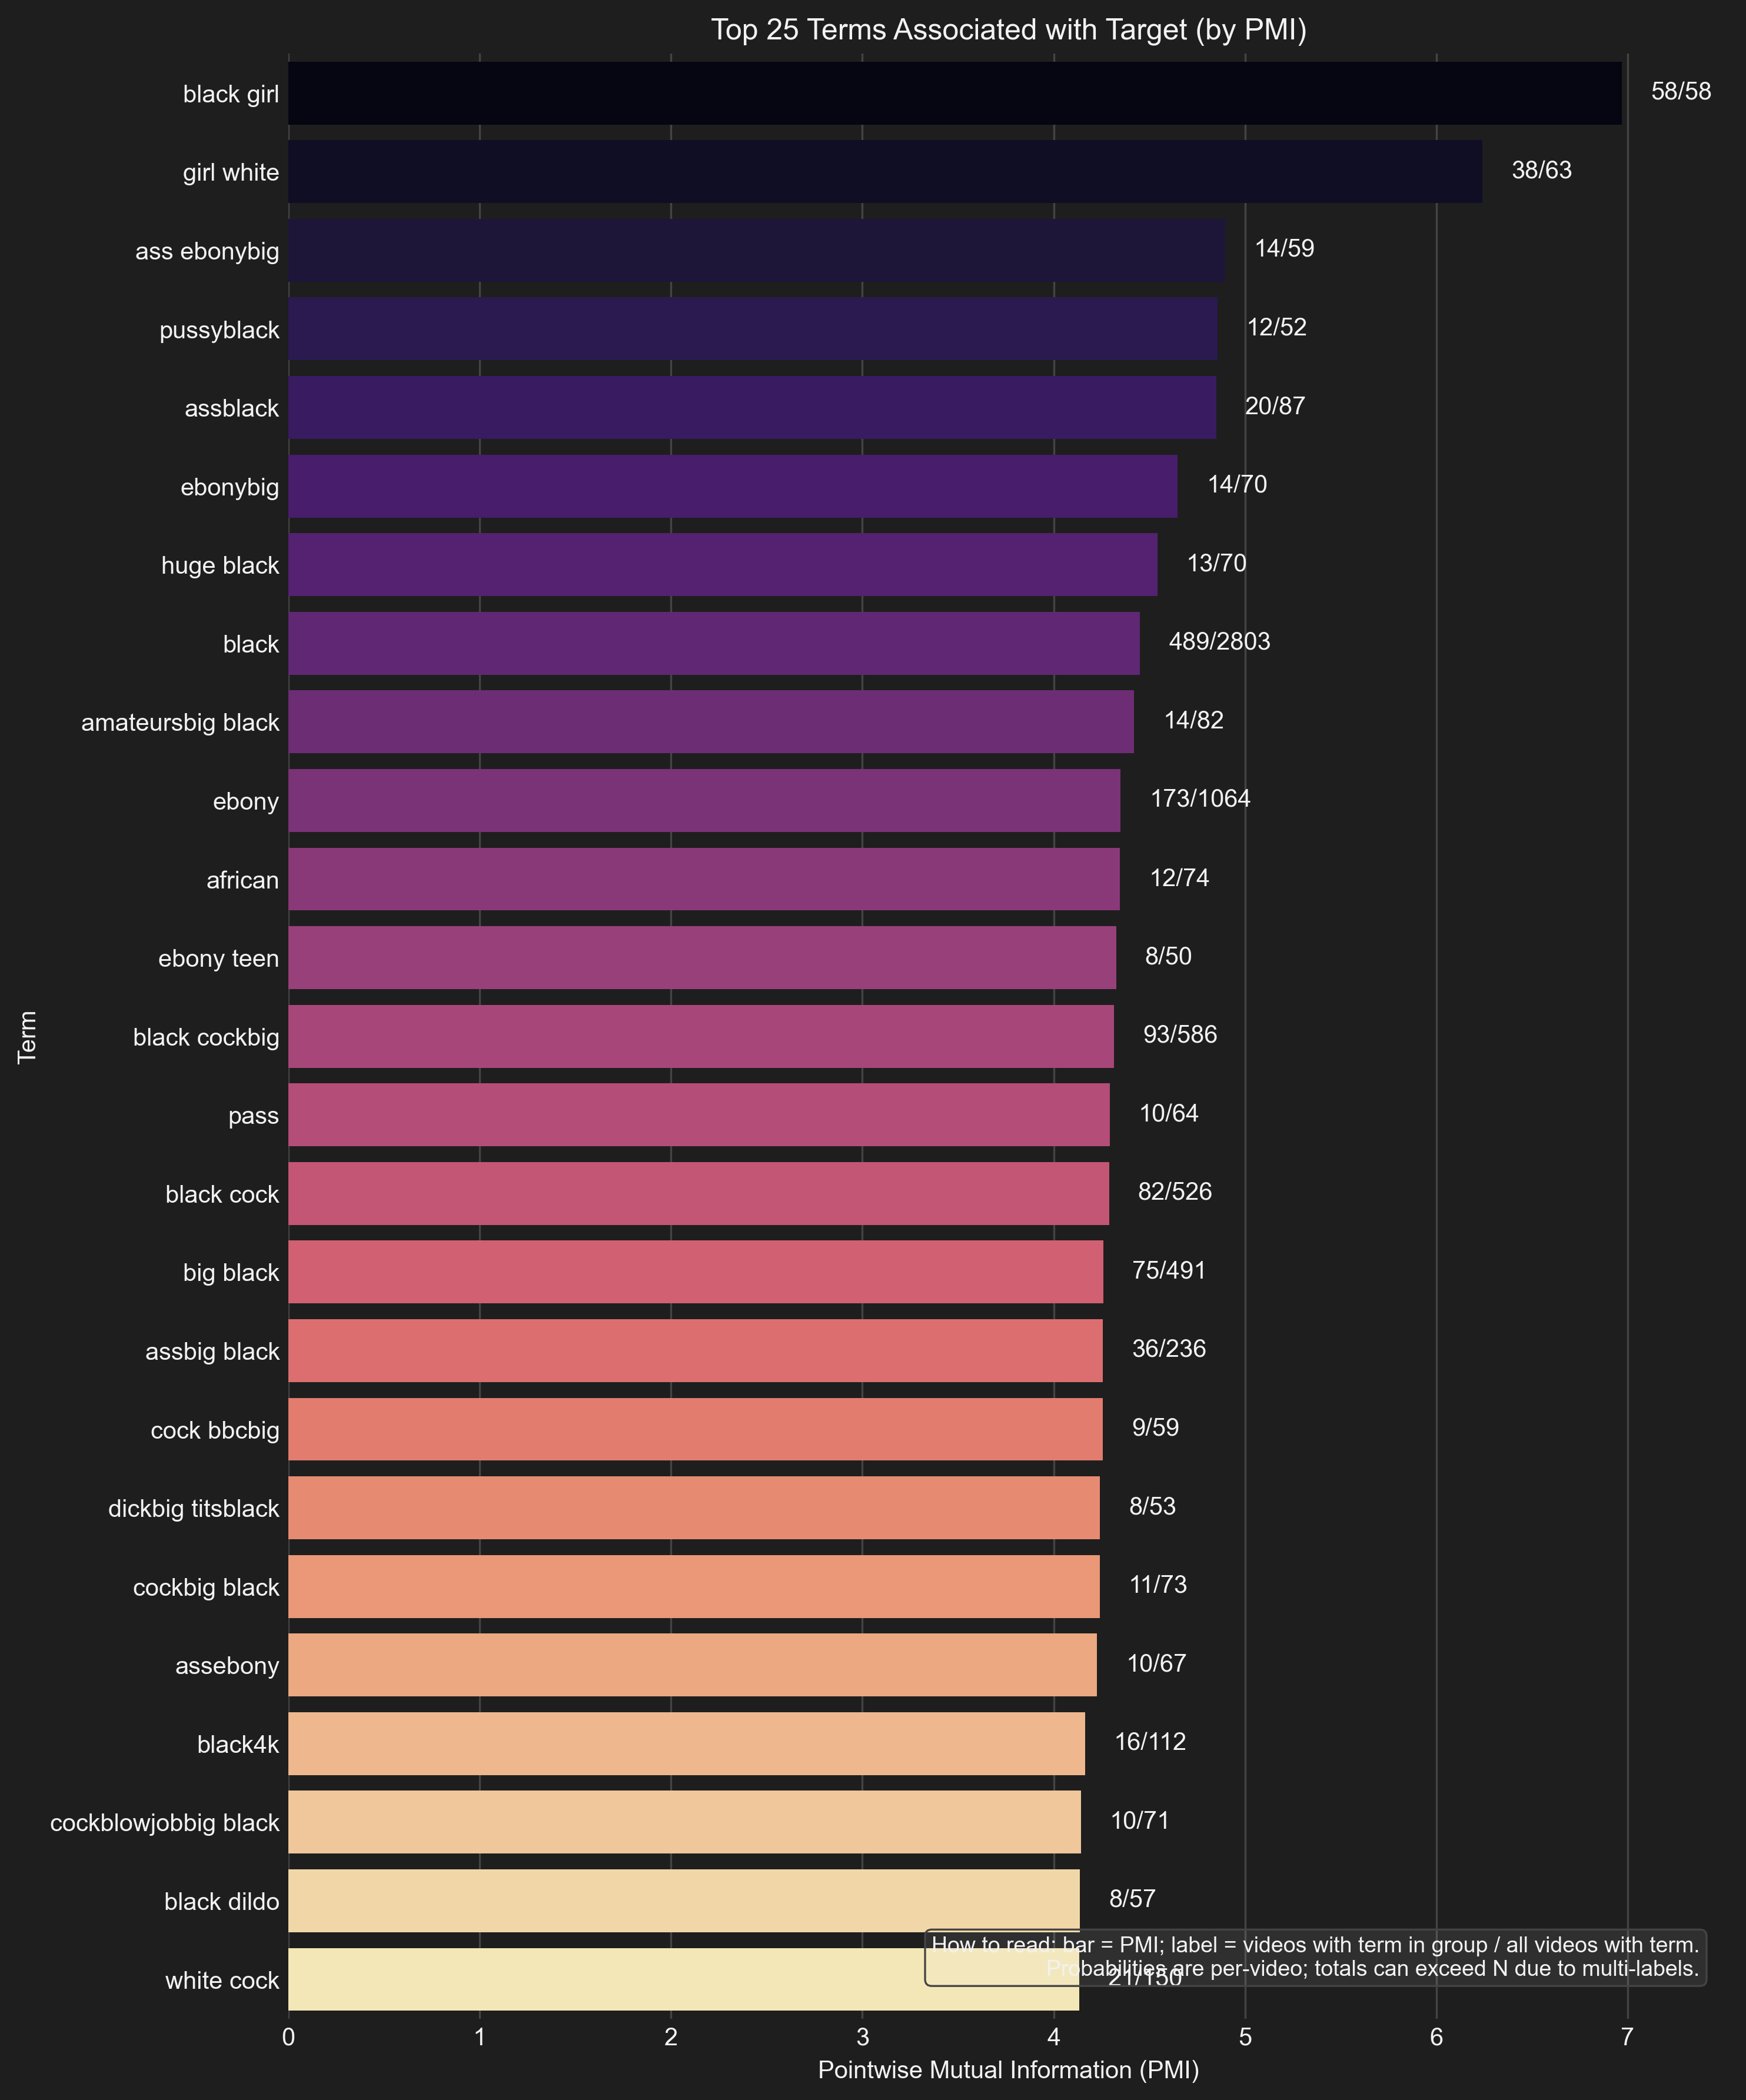 Top 25 Terms Associated with Target (by PMI)
black girl 58/58
girl white 38/63
ass ebonybig 14/59
pussyblack 12/52
assblack 20/87
ebonybig 14/70
huge black 13/70
black 489/2803
amateursbig black 14/82
ebony 173/1064
african 12/74
ebony teen 8/50
black cockbig 93/586
pass 10/64
black cock 82/526
big black 75/491
assbig black 36/236
cock bbcbig 9/59
dickbig titsblack 8/53
cockbig black 11/73
assebony 10/67
black4k 16/112
cockblowjobbig black 10/71
black dildo 8/57
white cock 21/150
Term
How to read: bar = PMI; label = videos with term in group / all videos with term.
Probabilities are per-video; totals can exceed N due to multi-labels.
0 1 2 3 4 5 6 7
Pointwise Mutual Information (PMI)